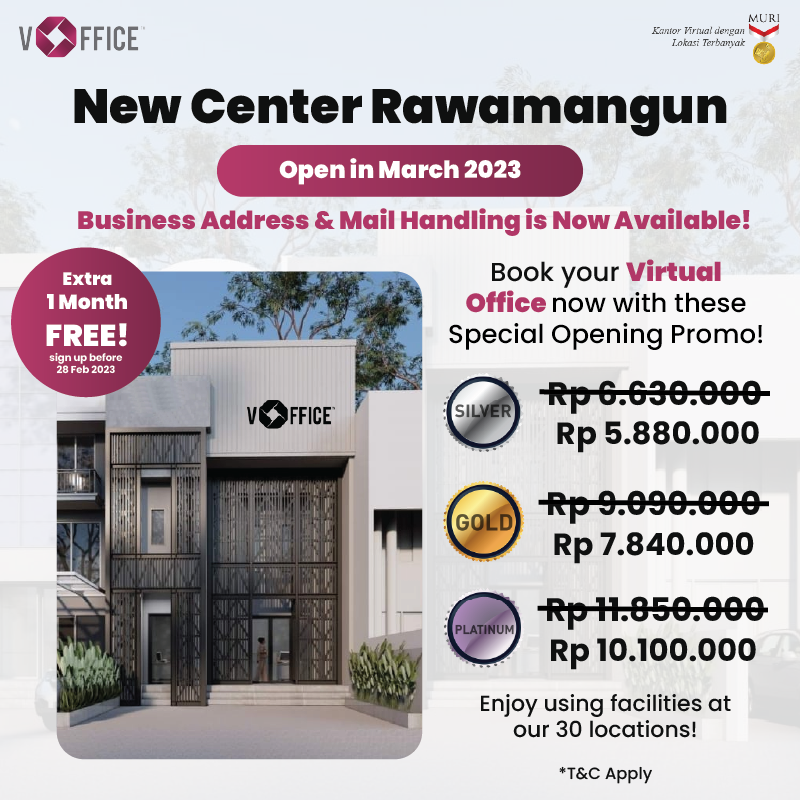 VOFFICE
MURI
Kantor Virtual dengan
Lokasi Terbanyak
New Center Rawamangun
Open in March 2023
Business Address & Mail Handling is Now Available!
Extra
1 Month
FREE!
sign up before
28 Feb 2023
VOFFICE
Book your Virtual
Office now with these
Special Opening Promo!
SILVER
Rp 6.630.000
Rp 5.880.000
GOLD
Rp 9.090.000
Rp 7.840.000
PLATINUM
Rp 11.850.000
Rp 10.100.000
Enjoy using facilities at
our 30 locations!
*T&C Apply